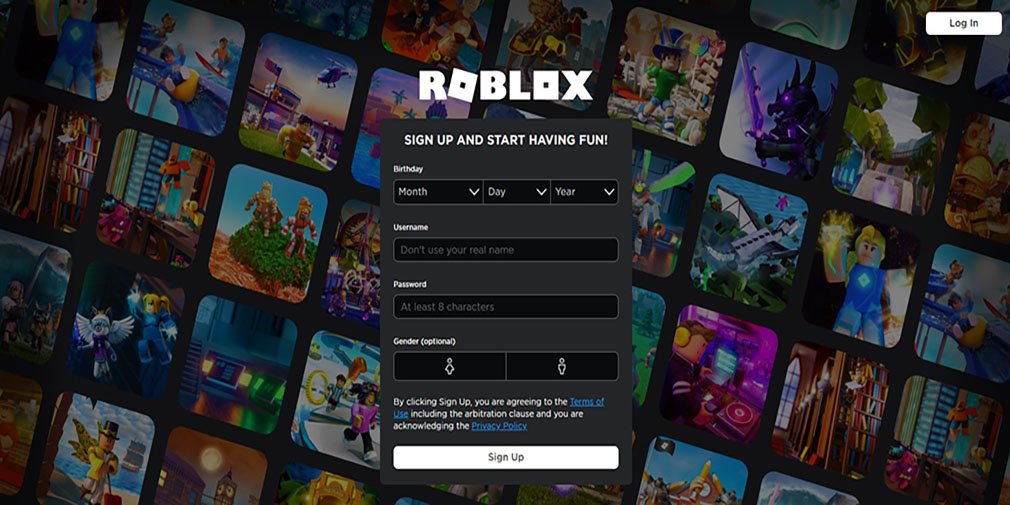 Log In
ROBLOX
SIGN UP AND START HAVING FUN!
Birthday
Month Day Year
Username
Don't use your real name
Password
At least 8 characters
Gender (optional)
By clicking Sign Up, you are agreeing to the Terms of
Use including the arbitration clause and you are
acknowledging the Privacy Policy
Sign Up